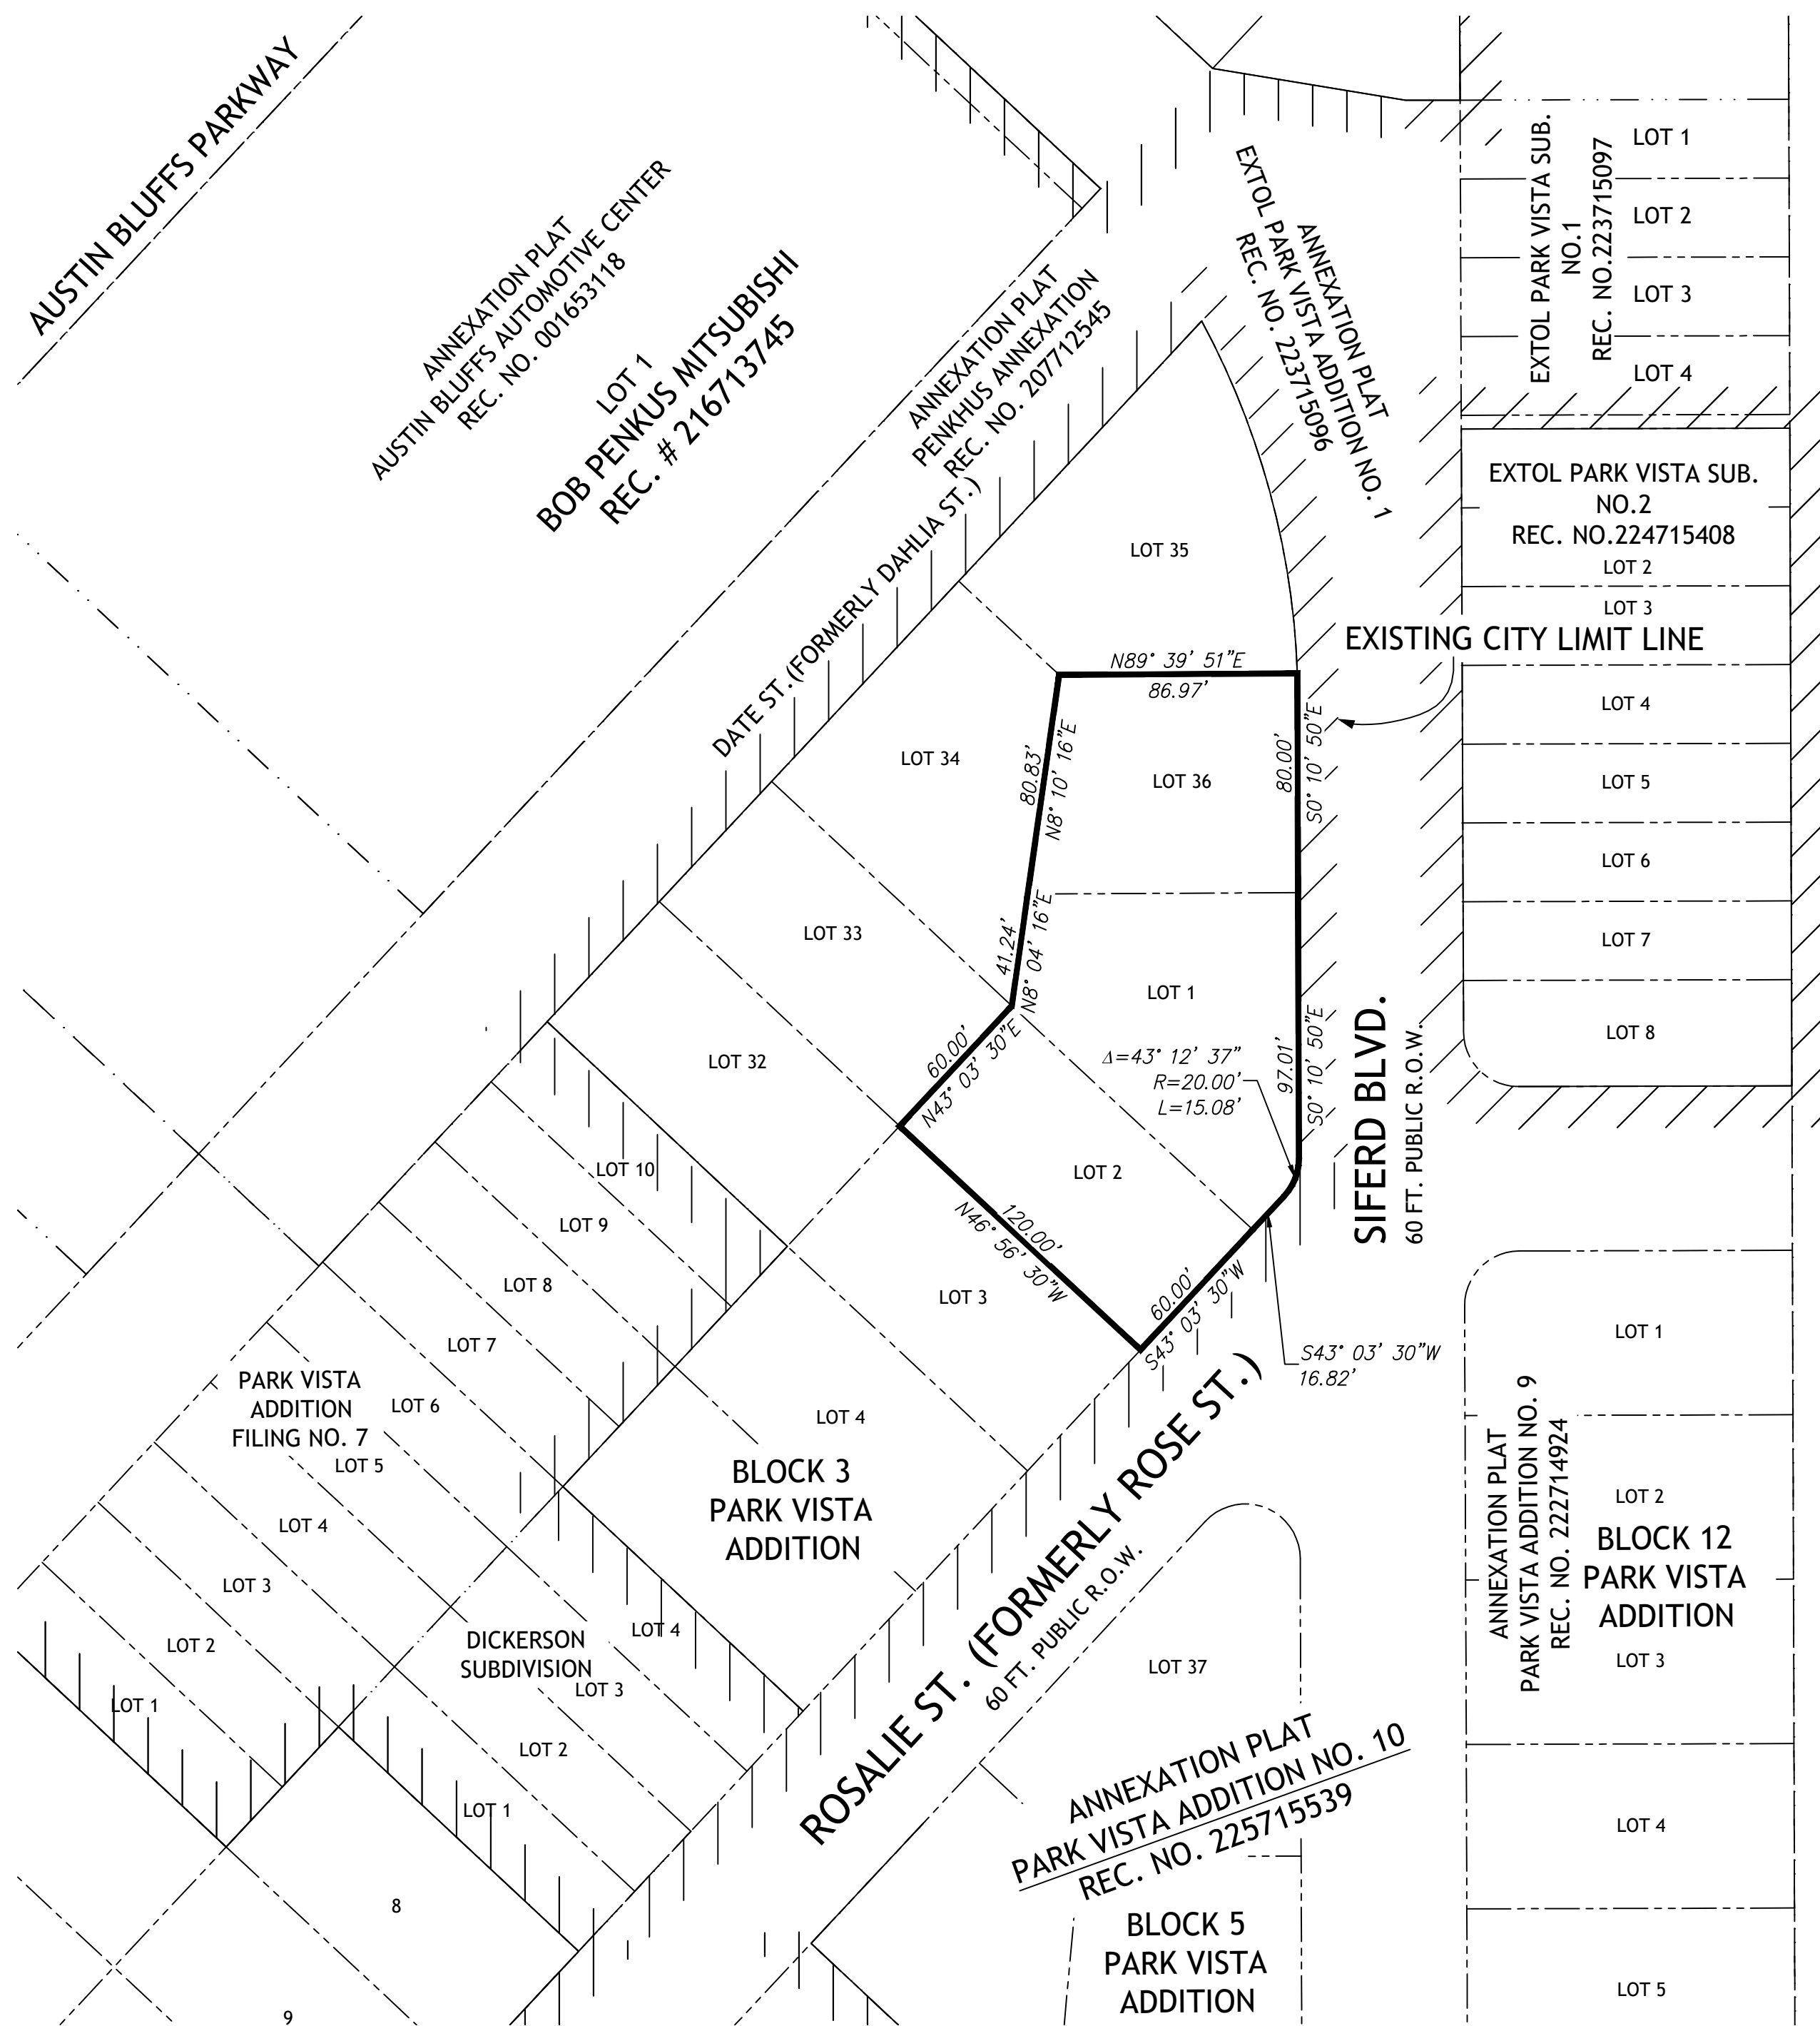 AUSTIN BLUFFS PARKWAY
ANNEXATION PLAT
AUSTIN BLUFFS AUTOMOTIVE CENTER
REC. NO. 001653118
LOT 1
BOB PENKUS MITSUBISHI
REC. # 216713745
ANNEXATION PLAT
PENKHUS ANNEXATION
REC. NO. 207712545
ANNEXATION PLAT
EXTOL PARK VISTA ADDITION NO. 1
REC. NO. 223715096
EXTOL PARK VISTA SUB.
NO.1
REC. NO.223715097
LOT 1
LOT 2
LOT 3
LOT 4
EXTOL PARK VISTA SUB.
NO.2
REC. NO.224715408
LOT 2
LOT 3
EXISTING CITY LIMIT LINE
LOT 4
LOT 5
LOT 6
LOT 7
LOT 8
DATE ST.(FORMERLY DAHLIA ST.)
LOT 35
N89° 39' 51"E
86.97'
LOT 34
80.83'
N8° 10' 16"E
LOT 36
80.00'
S0° 10' 50"E
LOT 33
41.24'
N8° 04' 16"E
LOT 1
LOT 32
60.00'
N43° 03' 30"E
Δ=43° 12' 37"
R=20.00'
L=15.08'
97.01'
S0° 10' 50"E
SIFERD BLVD.
60 FT. PUBLIC R.O.W.
LOT 2
120.00'
N46° 56' 30"W
60.00'
S43° 03' 30"W
S43° 03' 30"W
16.82'
LOT 10
LOT 9
LOT 8
LOT 7
LOT 3
PARK VISTA
ADDITION
FILING NO. 7
LOT 6
LOT 5
LOT 4
LOT 3
LOT 2
LOT 1
LOT 4
BLOCK 3
PARK VISTA
ADDITION
DICKERSON
SUBDIVISION
LOT 4
LOT 3
LOT 2
LOT 1
8
9
ROSALIE ST. (FORMERLY ROSE ST.)
60 FT. PUBLIC R.O.W.
LOT 37
ANNEXATION PLAT
PARK VISTA ADDITION NO. 10
REC. NO. 225715539
BLOCK 5
PARK VISTA
ADDITION
LOT 1
ANNEXATION PLAT
PARK VISTA ADDITION NO. 9
REC. NO. 222714924
LOT 2
BLOCK 12
PARK VISTA
ADDITION
LOT 3
LOT 4
LOT 5